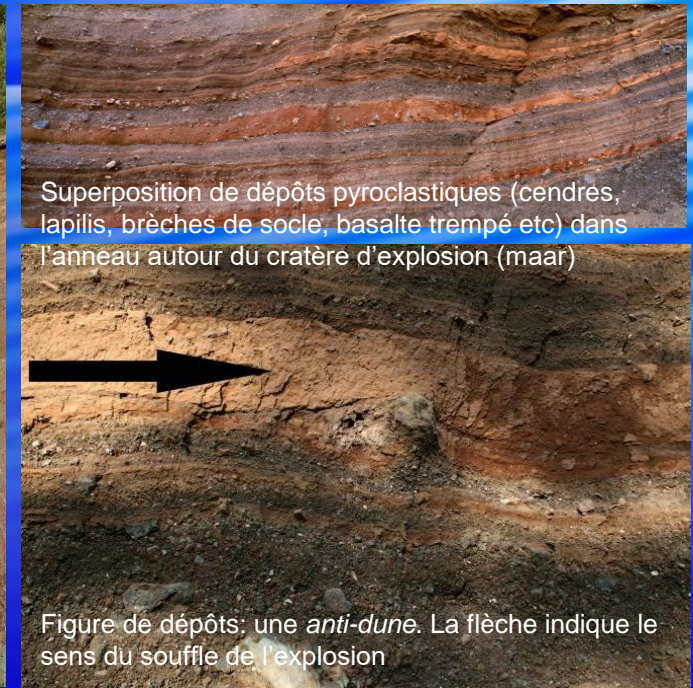 Superposition de dépôts pyroclastiques (cendres,
lapilis, brèches de socle, basalte trempé etc) dans
l'anneau autour du cratère d'explosion (maar)
Figure de dépôts: une anti-dune. La flèche indique le
sens du souffle de l'explosion